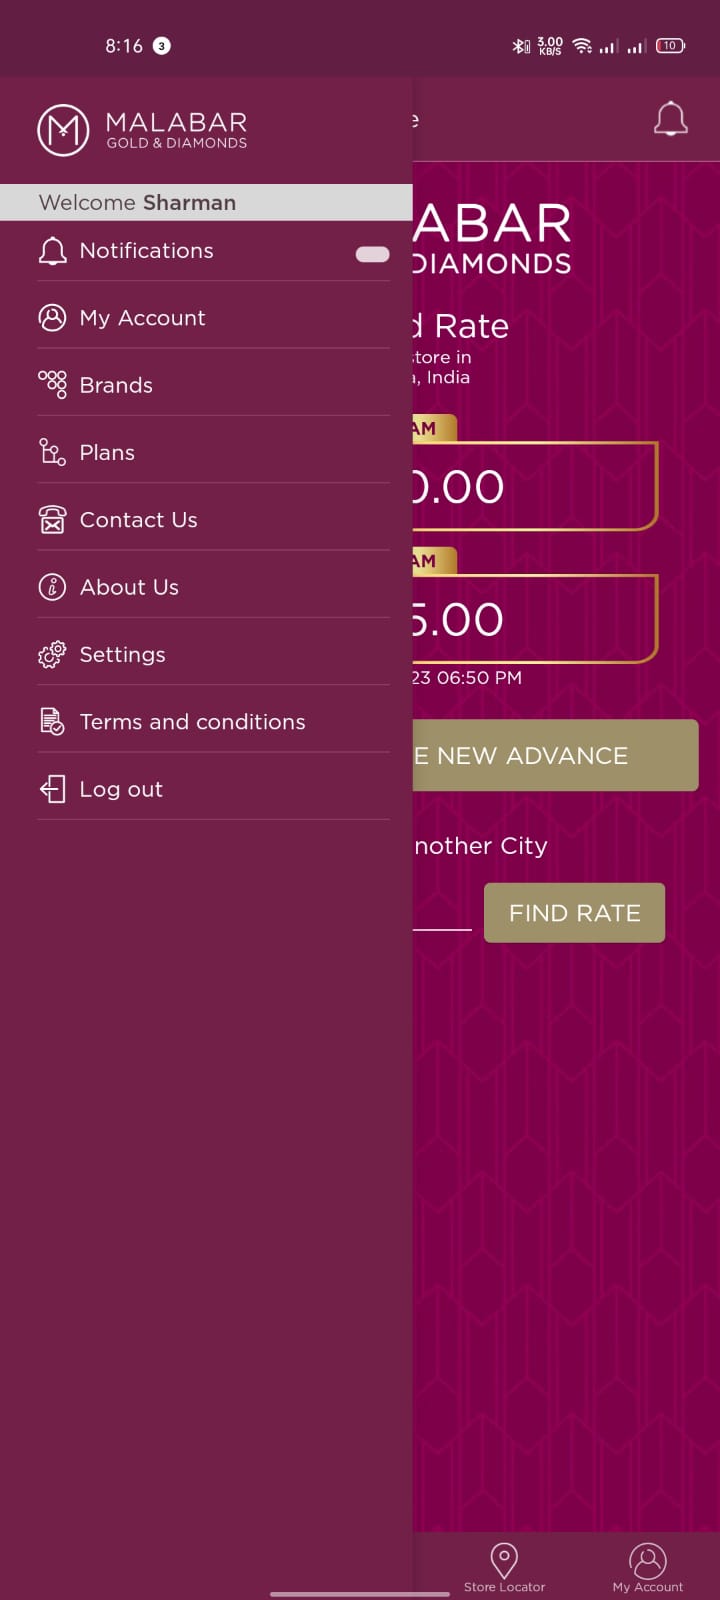 8:16 3 3.00 KB/S 10
MALABAR
GOLD & DIAMONDS
Welcome Sharman
Notifications
My Account
Brands
Plans
Contact Us
About Us
Settings
Terms and conditions
Log out
e
ABAR
DIAMONDS
d Rate
store in
a, India
AM
0.00
AM
5.00
23 06:50 PM
E NEW ADVANCE
nother City
FIND RATE
Store Locator
My Account